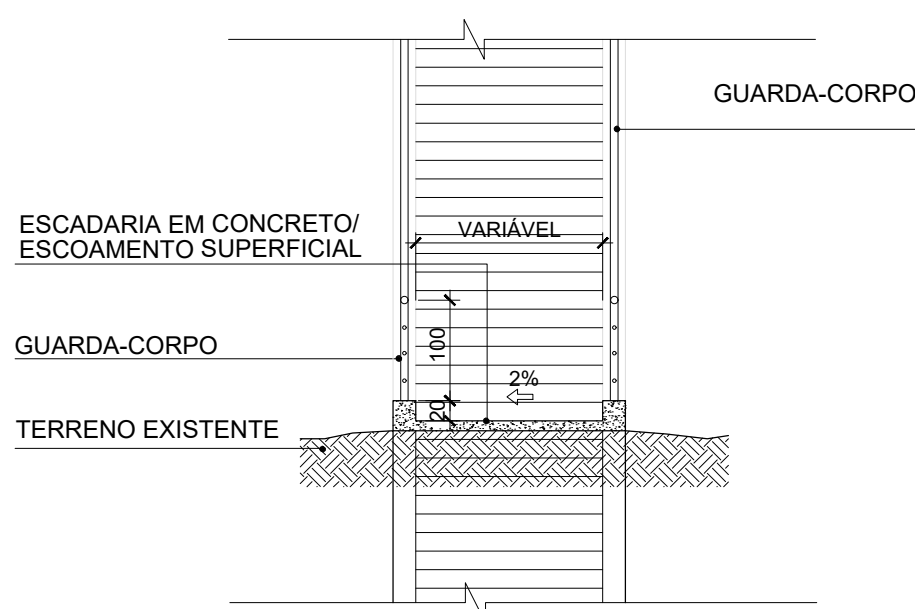 GUARDA-CORPO
ESCADARIA EM CONCRETO/
ESCOAMENTO SUPERFICIAL
VARIÁVEL
100
GUARDA-CORPO
2%
20
TERRENO EXISTENTE